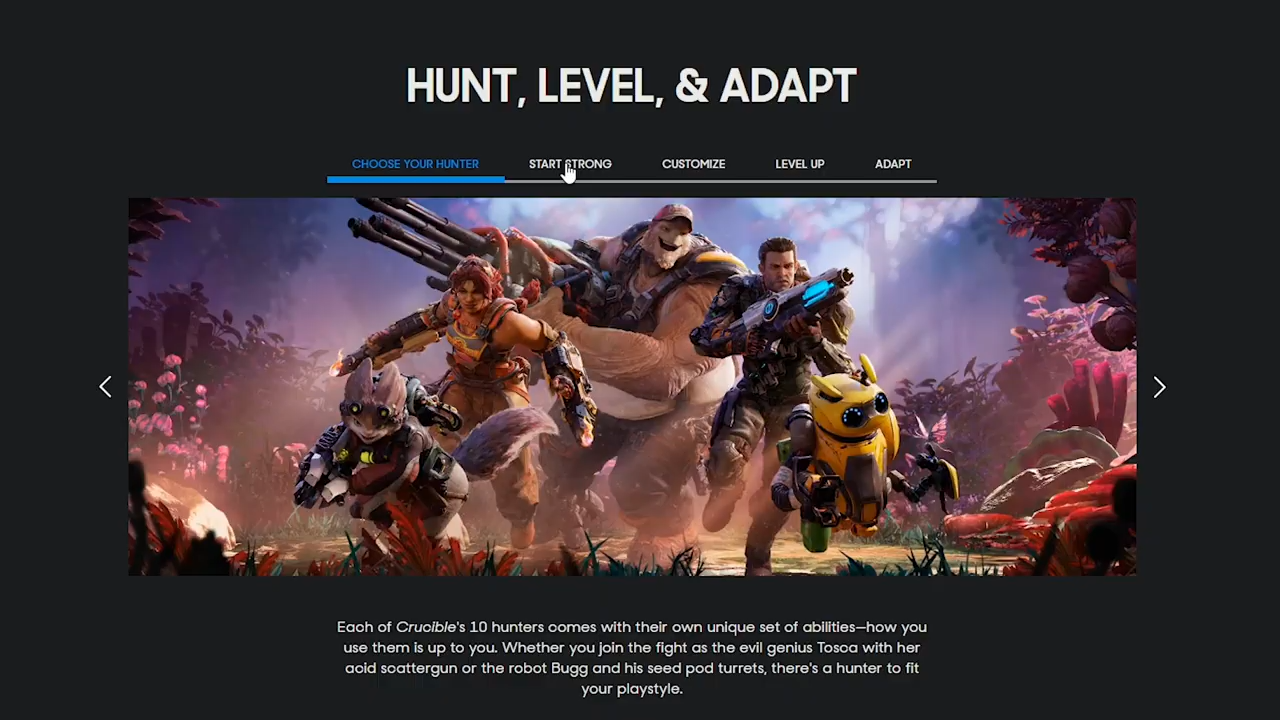 HUNT, LEVEL, & ADAPT
CHOOSE YOUR HUNTER
START STRONG
CUSTOMIZE
LEVEL UP
ADAPT
Each of Crucible's 10 hunters comes with their own unique set of abilities—how you
use them is up to you. Whether you join the fight as the evil genius Tosca with her
acid scattergun or the robot Bugg and his seed pod turrets, there's a hunter to fit
your playstyle.